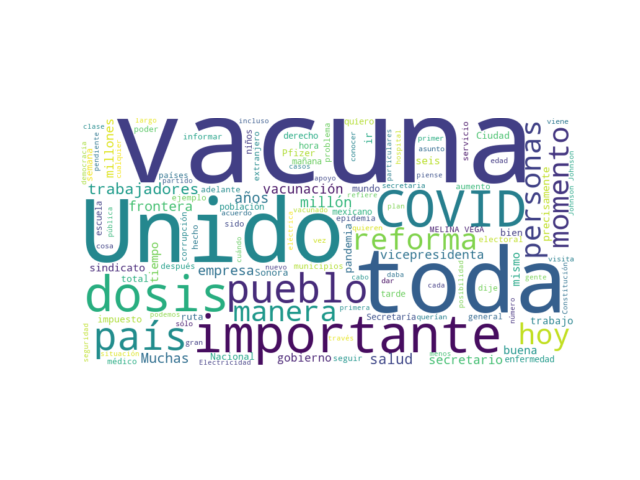 vacuna
Unido
toda
COVID
dosis
pueblo
importante
país
reforma
manera
personas
momento
hoy
millones
trabajadores
vacunación
años
millón
frontera
vicepresidenta
mismo
empresa
salud
secretario
gobierno
Muchas
tiempo
pandemia
precisamente
buena
trabajo
sindicato
Sonora
Nacional
seguir
enfermedad
general
impuesto
ruta
médico
total
después
municipios
población
escuela
ejemplo
adelante
mundo
mexicano
MELINA VEGA
bien
electoral
aumento
secretaria
Secretaría
Pfizer
mañana
hora
derecho
niños
extranjero
problema
conocer
ir
quiero
particulares
hospital
seis
primer
asunto
servicio
Ciudad
edad
piense
viene
Johnson Johnson
Constitución
visita
gente
posibilidad
dije
cada
daba
tarde
querían
número
menos
través
primera
podemos
sólo
gran
situación
seguridad
Electricidad
partido
cabo
dar
nuevo
vez
eléctrica
cuándo
acuerdo
apoyo
vacunado
quieren
refiere
epidemia
plan
sido
hecho
corrupción
cosa
pública
países
casos
informar
poder
incluso
largo
clase
pendiente
democracia
cualquier